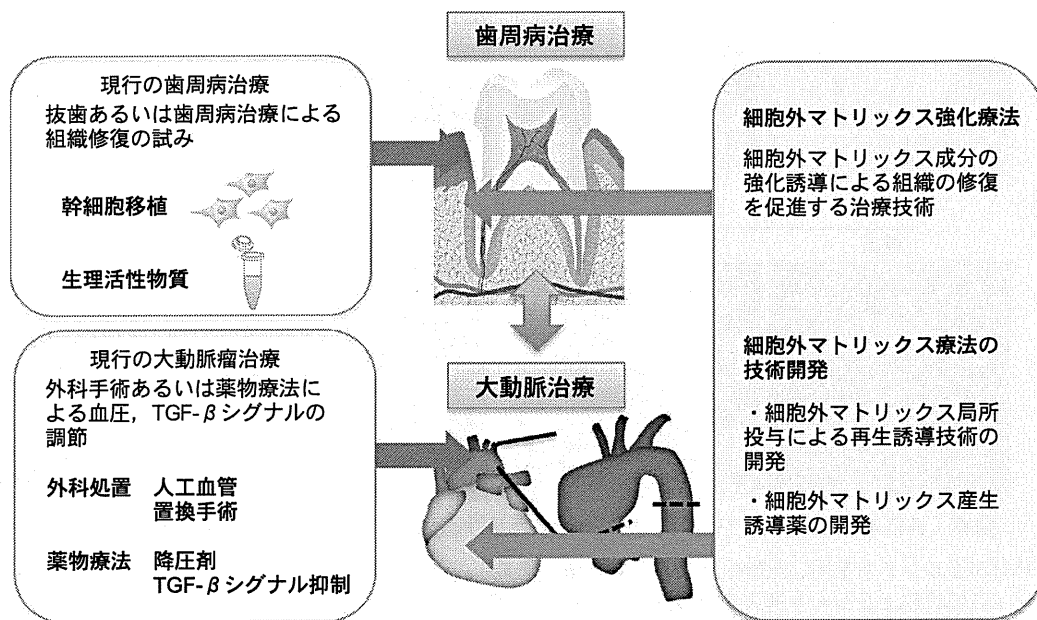 歯周病治療
現行の歯周病治療
抜歯あるいは歯周病治療による
組織修復の試み
幹細胞移植
生理活性物質
現行の大動脈瘤治療
外科手術あるいは薬物療法に
よる血圧，TGF-βシグナルの
調節
外科処置 人工血管
置換手術
薬物療法 降圧剤
TGF-βシグナル抑制
大動脈治療
細胞外マトリックス強化療法
細胞外マトリックス成分の
強化誘導による組織の修復
を促進する治療技術
細胞外マトリックス療法の
技術開発
・細胞外マトリックス局所
投与による再生誘導技術の
開発
・細胞外マトリックス産生
誘導薬の開発